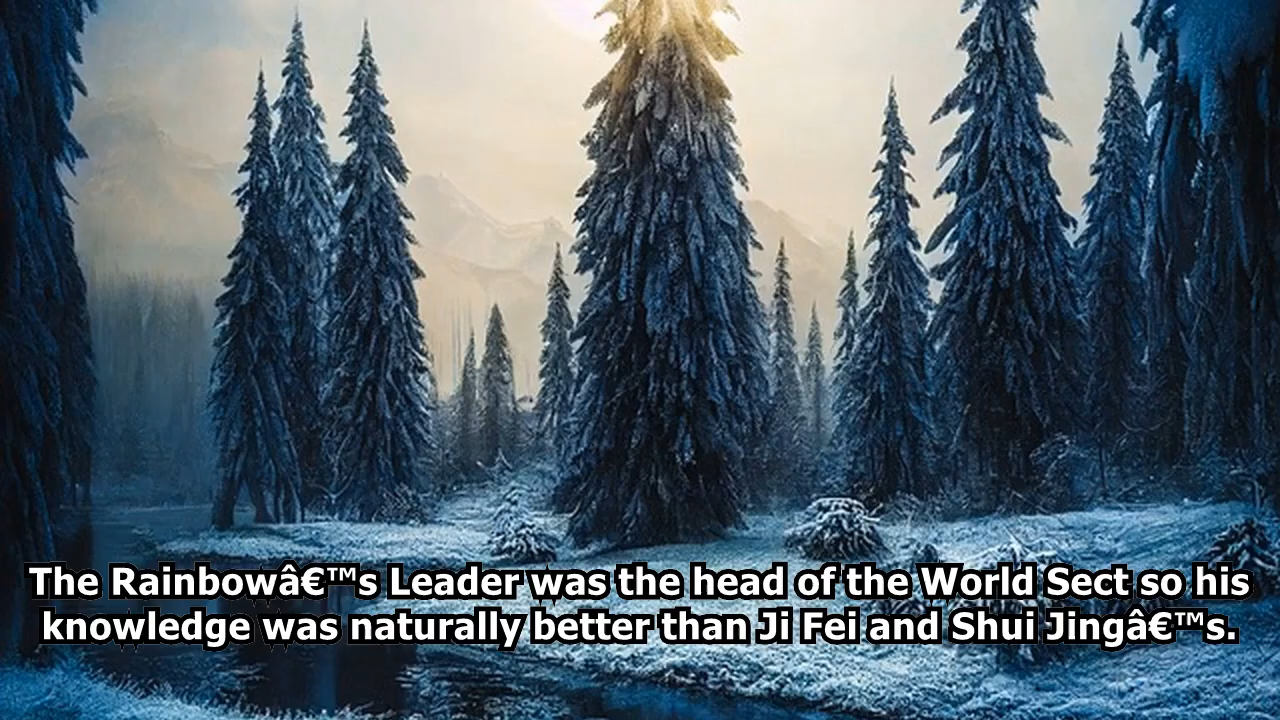 The Rainbowâ€™s Leader was the head of the World Sect so his
knowledge was naturally better than Ji Fei and Shui Jingâ€™s.